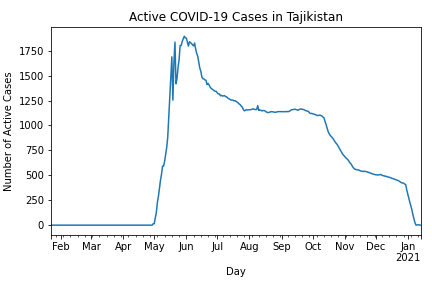 Active COVID-19 Cases in Tajikistan
Number of Active Cases
1750
1500
1250
1000
750
500
250
0
Feb Mar Apr May Jun Jul Aug Sep Oct Nov Dec Jan
2021
Day